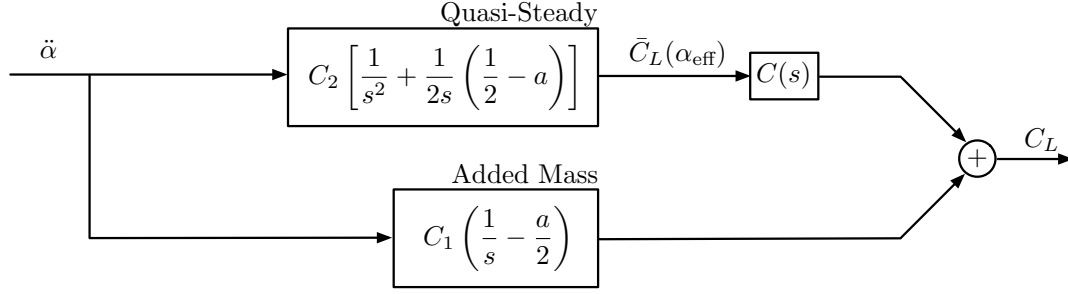 Quasi-Steady
α̈
C₂ [ 1/s² + 1/2s ( 1/2 − a ) ]
C̄_L(α_eff)
C(s)
+
C_L
Added Mass
C₁ ( 1/s − a/2 )